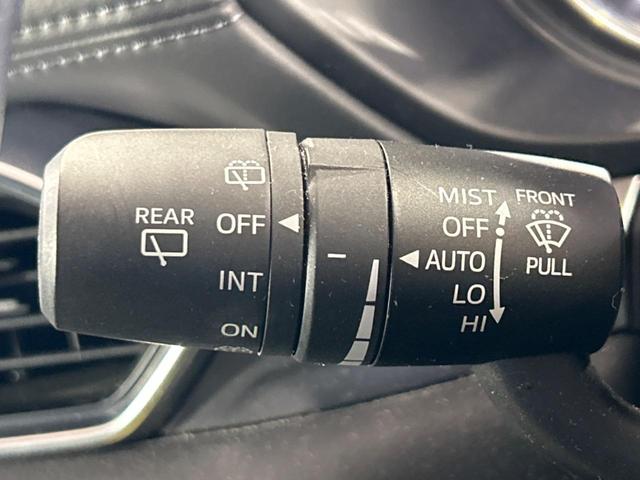 REAR
OFF
INT
ON
–
MIST
OFF
AUTO
LO
HI
FRONT
PULL